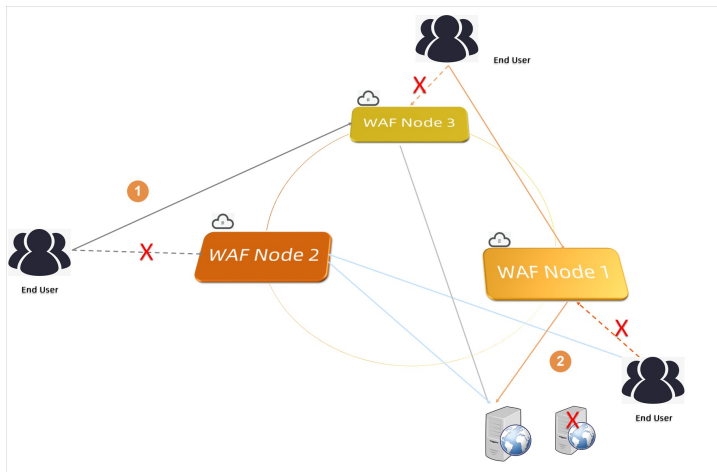 End User
WAF Node 3
1
WAF Node 2
WAF Node 1
End User
2
End User